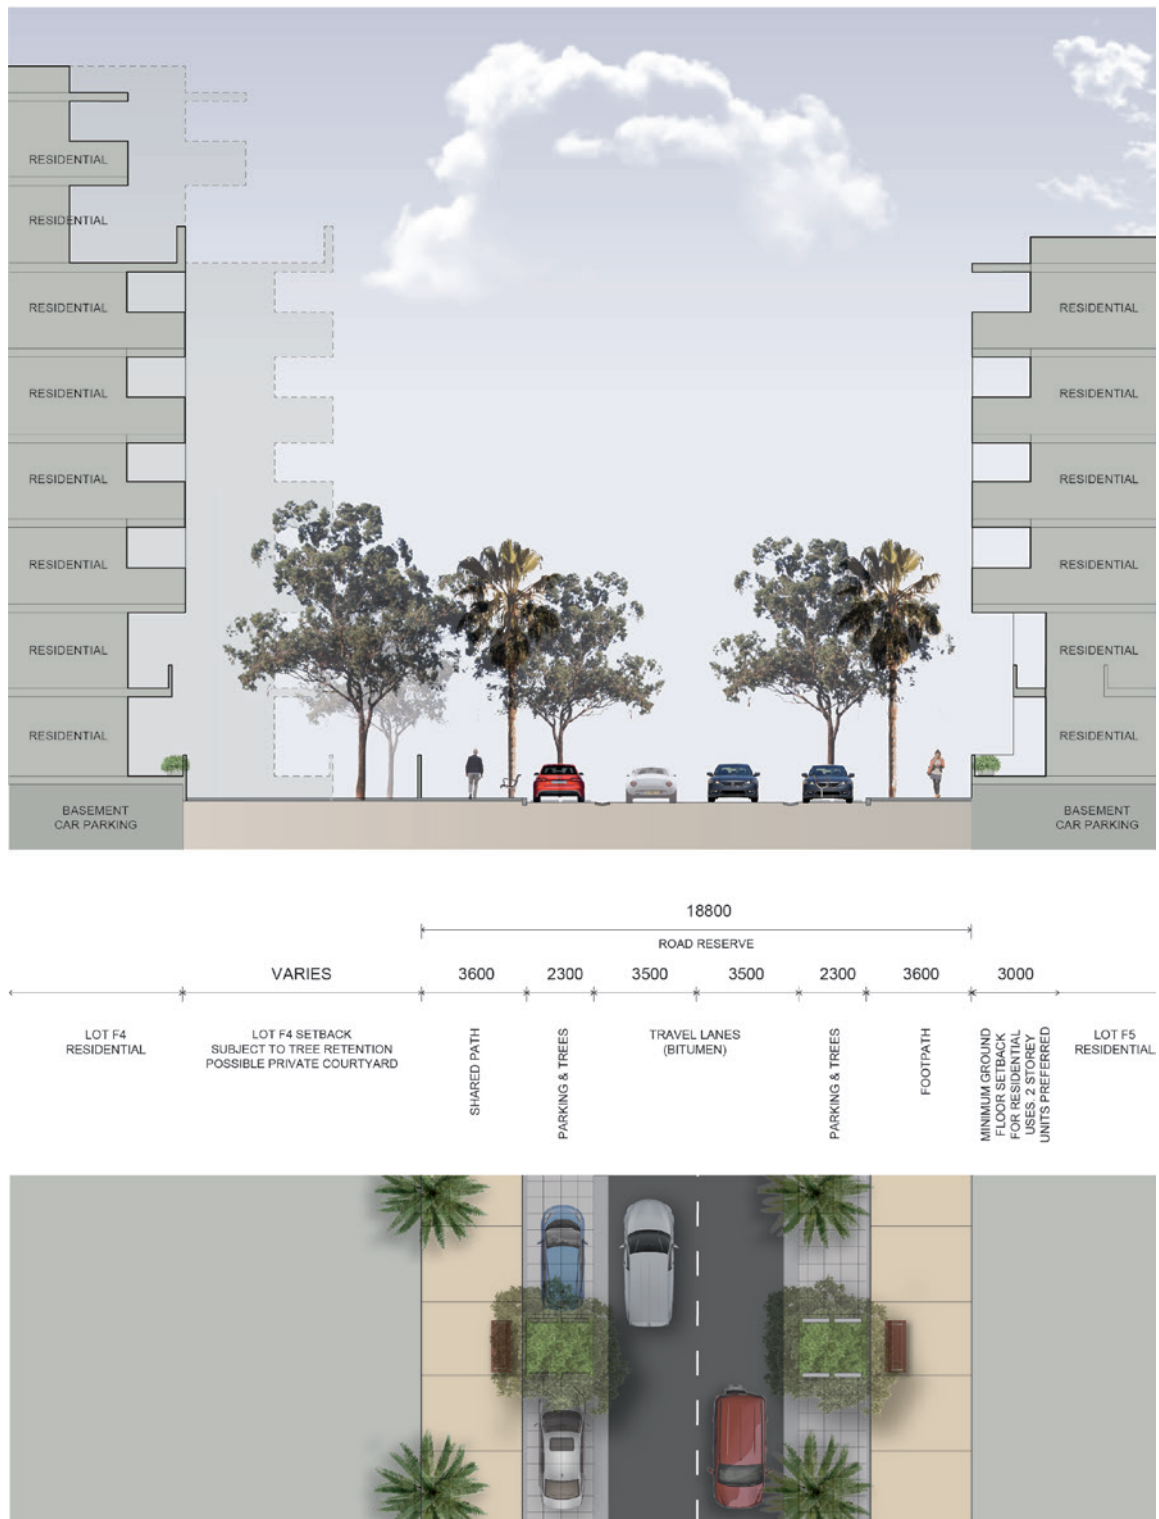 RESIDENTIAL
RESIDENTIAL
RESIDENTIAL
RESIDENTIAL
RESIDENTIAL
RESIDENTIAL
RESIDENTIAL
RESIDENTIAL
BASEMENT
CAR PARKING
RESIDENTIAL
RESIDENTIAL
RESIDENTIAL
RESIDENTIAL
RESIDENTIAL
RESIDENTIAL
BASEMENT
CAR PARKING
18800
ROAD RESERVE
VARIES
3600
2300
3500
3500
2300
3600
3000
LOT F4
RESIDENTIAL
LOT F4 SETBACK
SUBJECT TO TREE RETENTION
POSSIBLE PRIVATE COURTYARD
SHARED PATH
PARKING & TREES
TRAVEL LANES
(BITUMEN)
PARKING & TREES
FOOTPATH
MINIMUM GROUND
FLOOR SETBACK
FOR RESIDENTIAL
USES. 2 STOREY
UNITS PREFERRED
LOT F5
RESIDENTIAL